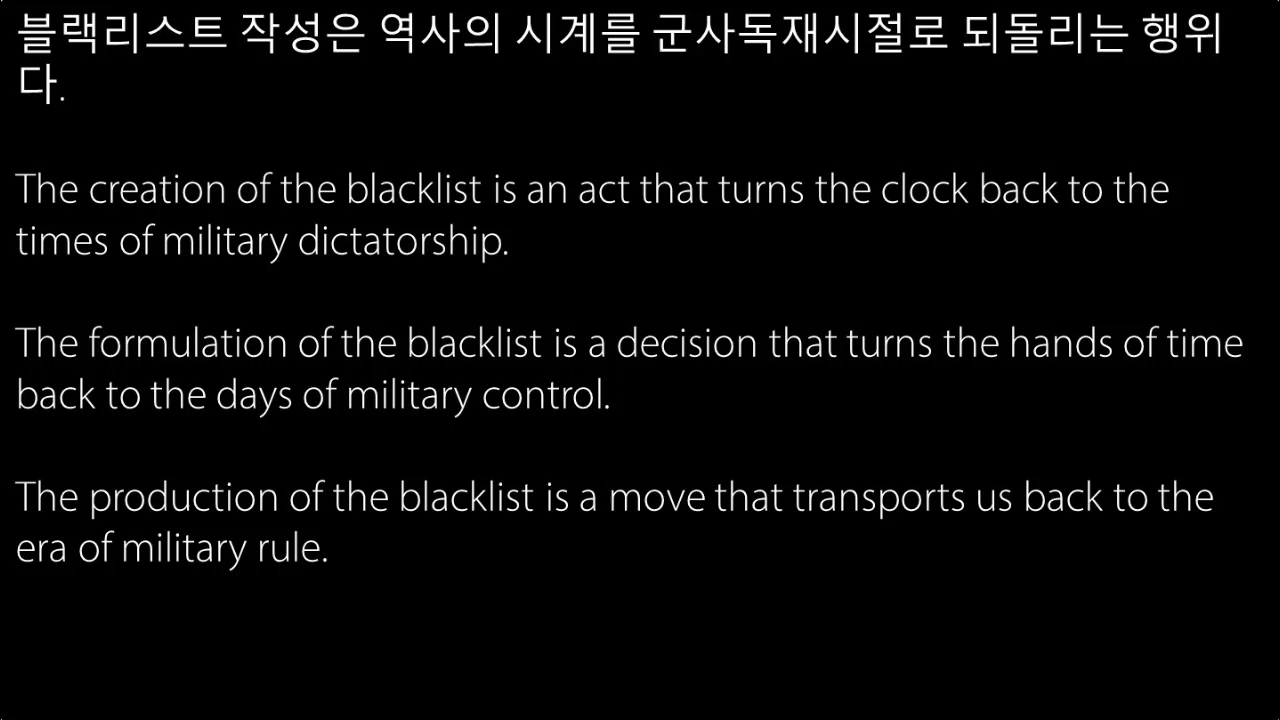 블랙리스트 작성은 역사의 시계를 군사독재시절로 되돌리는 행위
다.
The creation of the blacklist is an act that turns the clock back to the
times of military dictatorship.
The formulation of the blacklist is a decision that turns the hands of time
back to the days of military control.
The production of the blacklist is a move that transports us back to the
era of military rule.